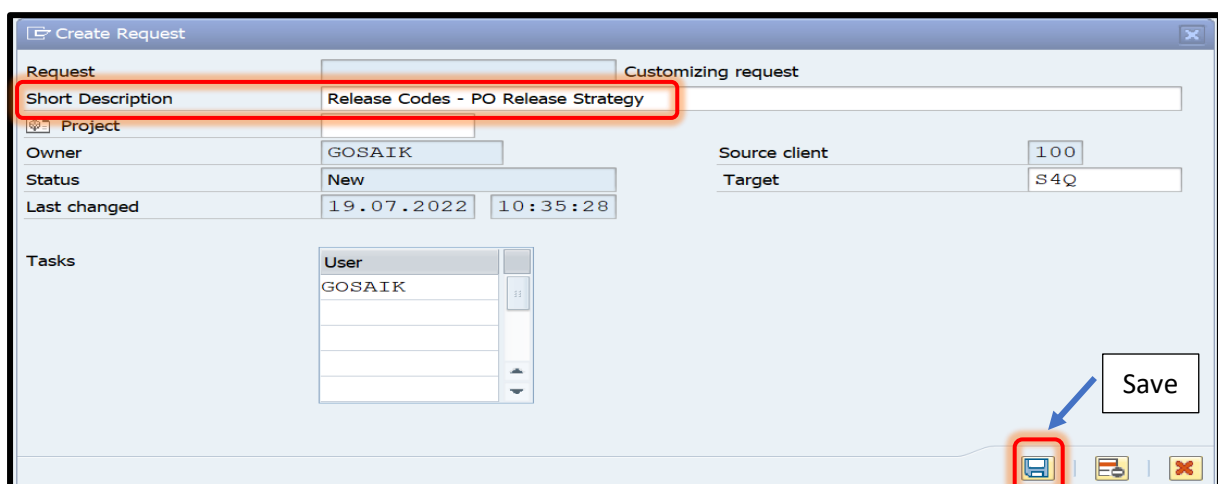 Create Request
Request Customizing request
Short Description Release Codes - PO Release Strategy
Project
Owner GOSAIK Source client 100
Status New Target S4Q
Last changed 19.07.2022 10:35:28
Tasks User
GOSAIK
Save